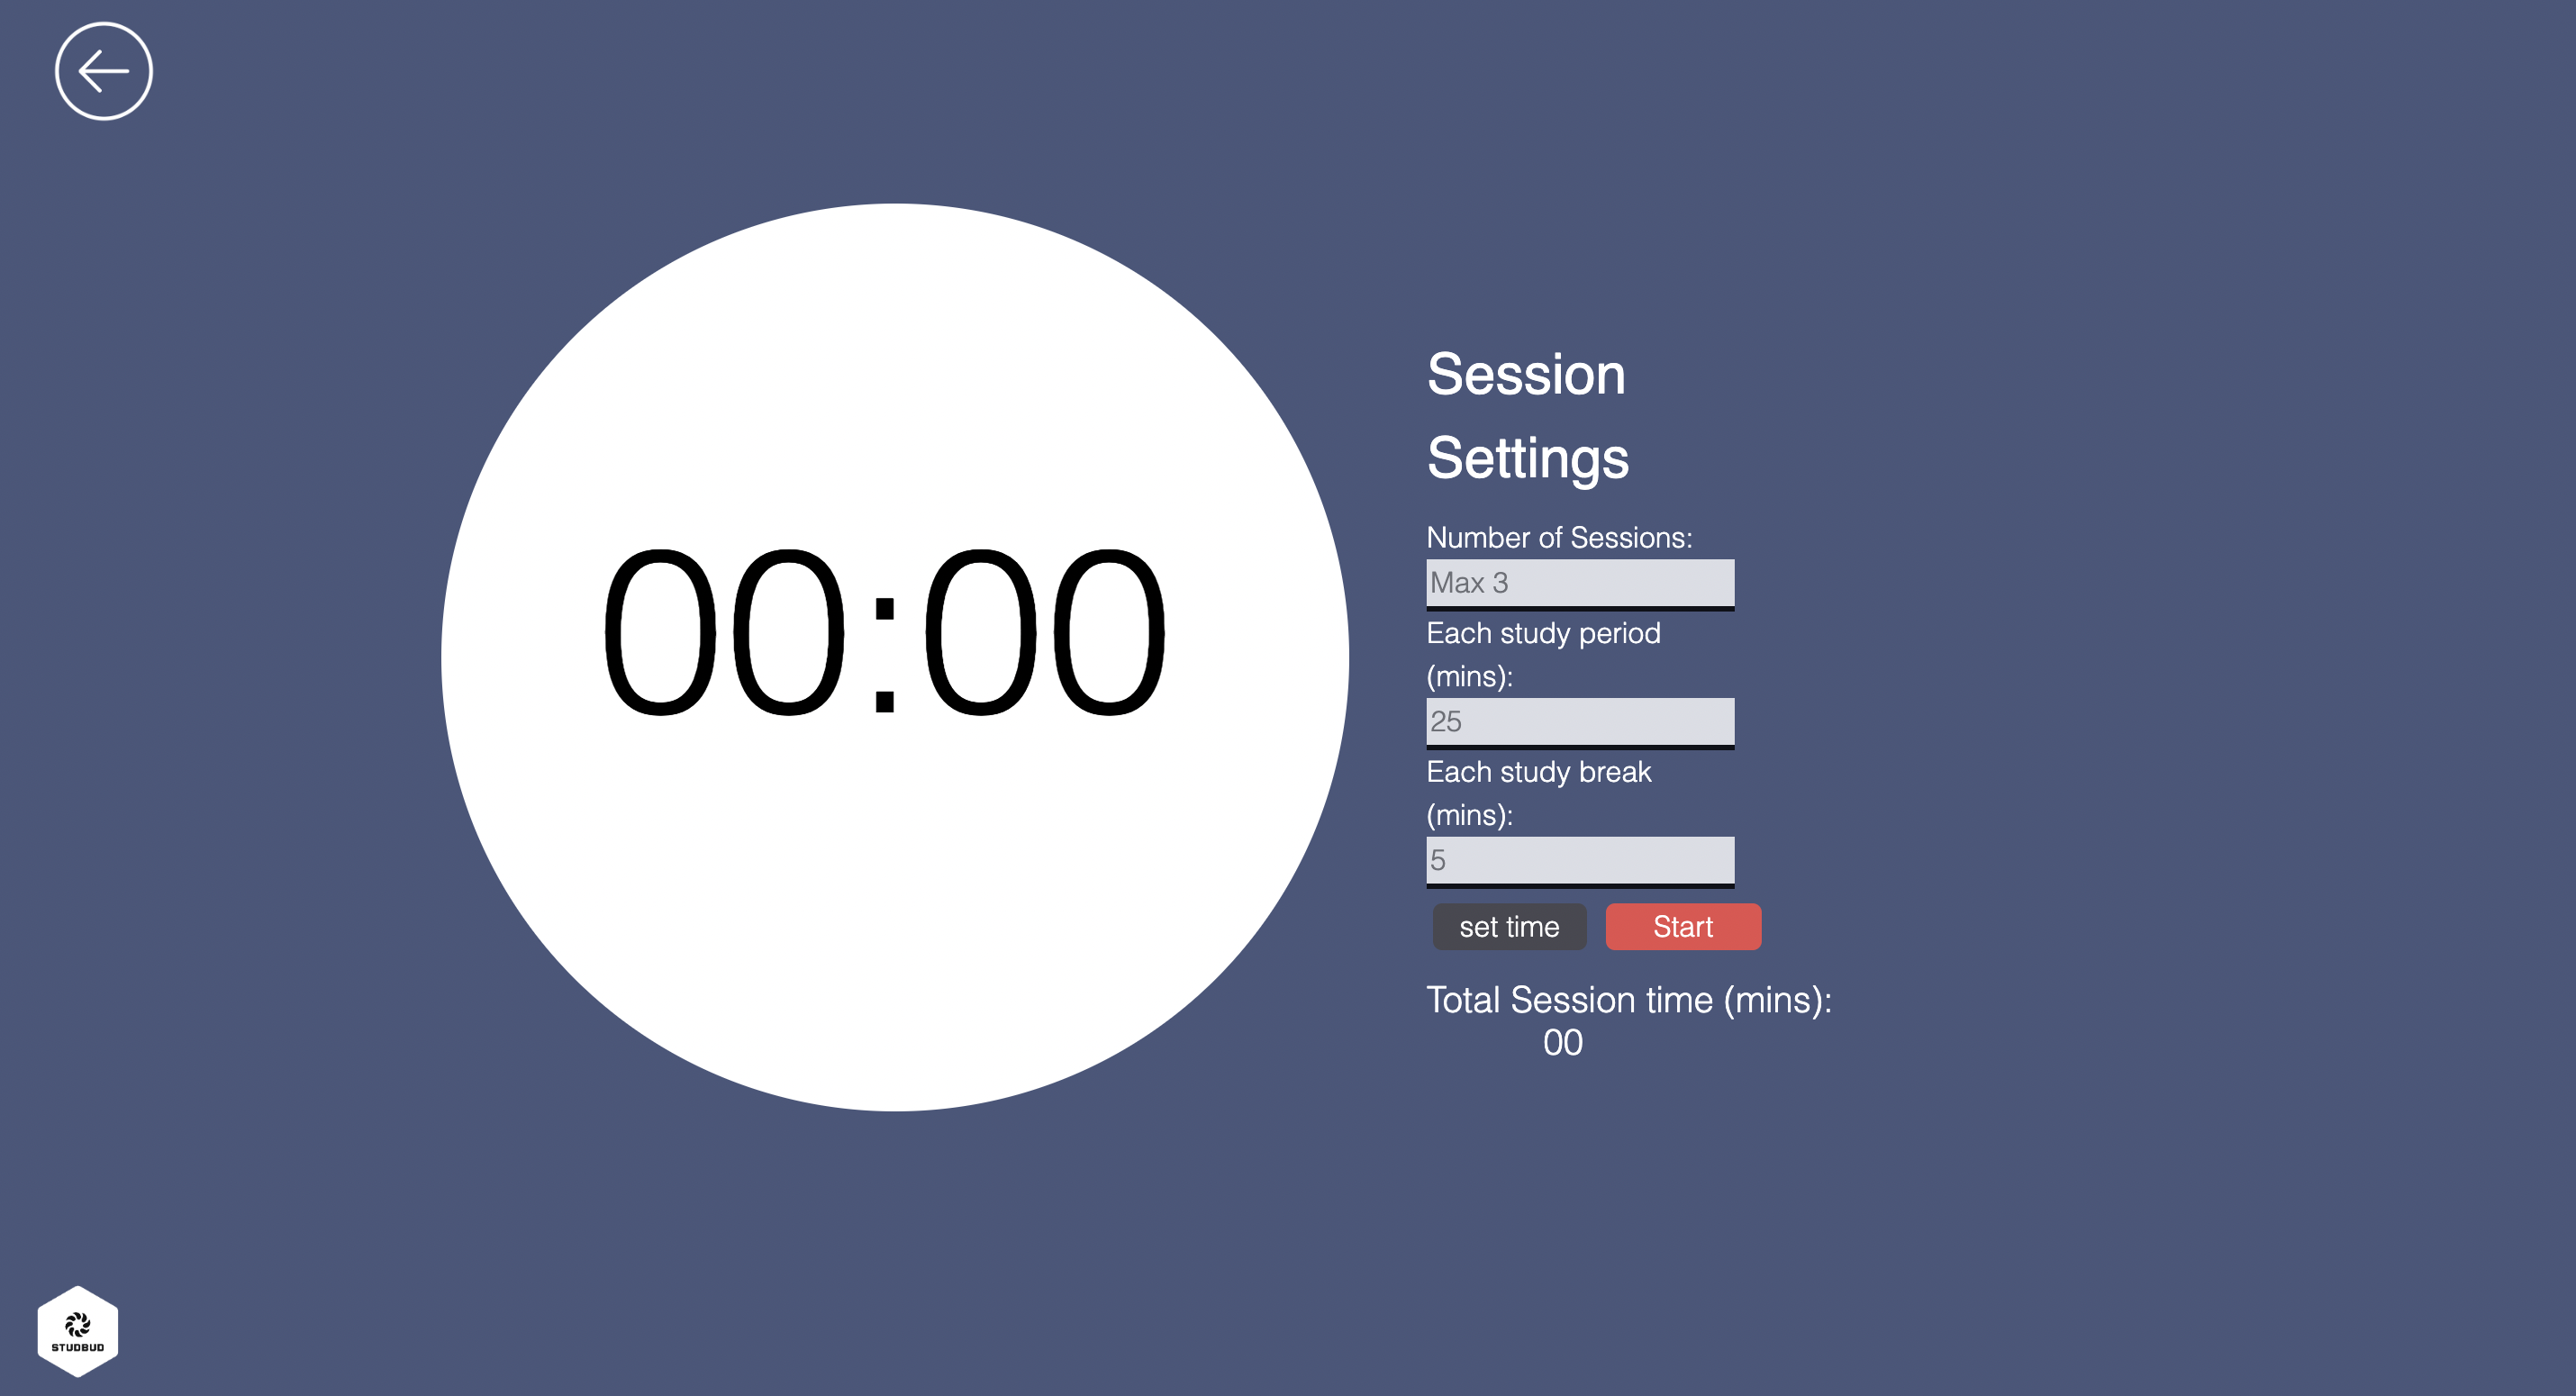 00:00
Session
Settings
Number of Sessions:
Max 3
Each study period
(mins):
25
Each study break
(mins):
5
set time
Start
Total Session time (mins):
00
STUDBUD